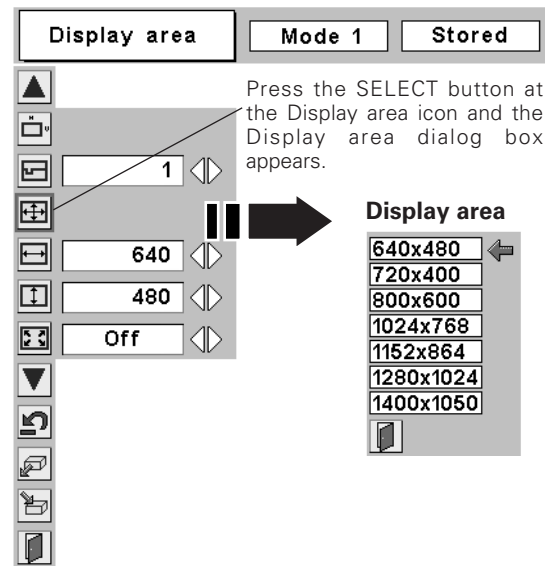 Display area
Mode 1
Stored
Press the SELECT button at
the Display area icon and the
Display area dialog box
appears.
H
V
1
640
480
Off
Display area
640x480
720x400
800x600
1024x768
1152x864
1280x1024
1400x1050